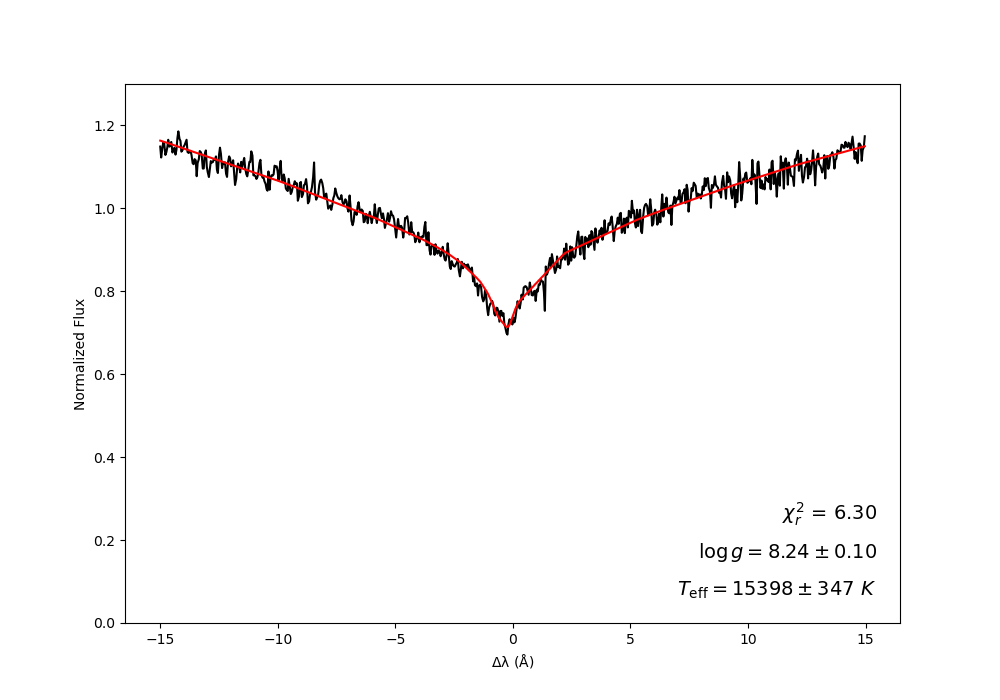 1.2
1.0
0.8
0.6
0.4
0.2
0.0
Normalized Flux
χ²ᵣ = 6.30
log g = 8.24 ± 0.10
T_eff = 15398 ± 347 K
−15 −10 −5 0 5 10 15
Δλ (Å)